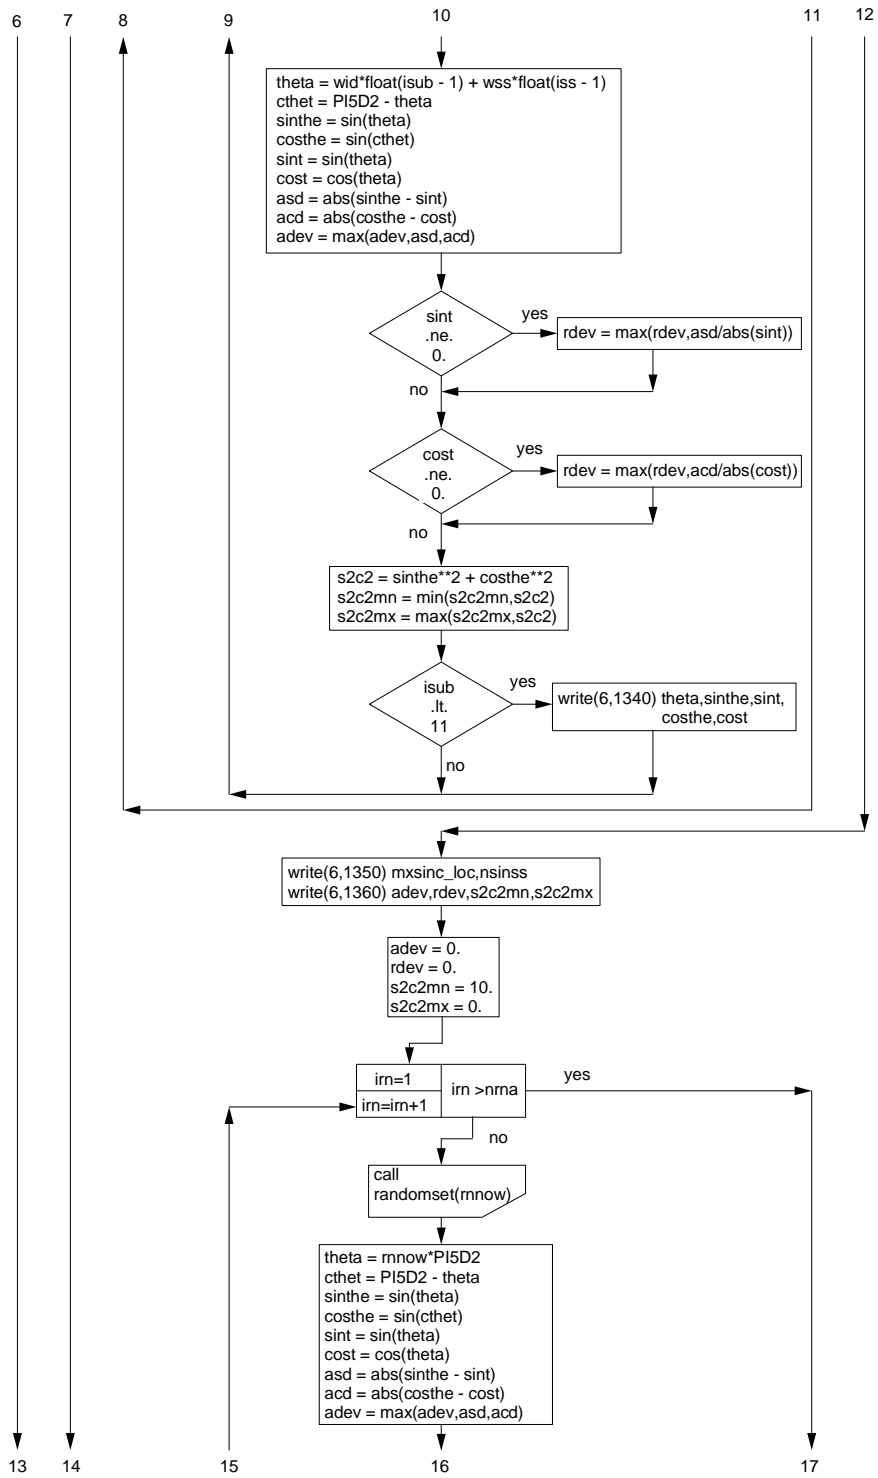 6 7 8 9 10 11 12
theta = wid*float(isub - 1) + wss*float(iss - 1)
cthet = PI5D2 - theta
sinthe = sin(theta)
costhe = sin(cthet)
sint = sin(theta)
cost = cos(theta)
asd = abs(sinthe - sint)
acd = abs(costhe - cost)
adev = max(adev,asd,acd)
sint
.ne.
0.
yes
rdev = max(rdev,asd/abs(sint))
no
cost
.ne.
0.
yes
rdev = max(rdev,acd/abs(cost))
no
s2c2 = sinthe**2 + costhe**2
s2c2mn = min(s2c2mn,s2c2)
s2c2mx = max(s2c2mx,s2c2)
isub
.lt.
11
yes
write(6,1340) theta,sinthe,sint,
costhe,cost
no
write(6,1350) mxsinc_loc,nsinss
write(6,1360) adev,rdev,s2c2mn,s2c2mx
adev = 0.
rdev = 0.
s2c2mn = 10.
s2c2mx = 0.
irn=1
irn=irn+1
irn >nrna
yes
no
call
randomset(rnnow)
theta = rnnow*PI5D2
cthet = PI5D2 - theta
sinthe = sin(theta)
costhe = sin(cthet)
sint = sin(theta)
cost = cos(theta)
asd = abs(sinthe - sint)
acd = abs(costhe - cost)
adev = max(adev,asd,acd)
13 14 15 16 17